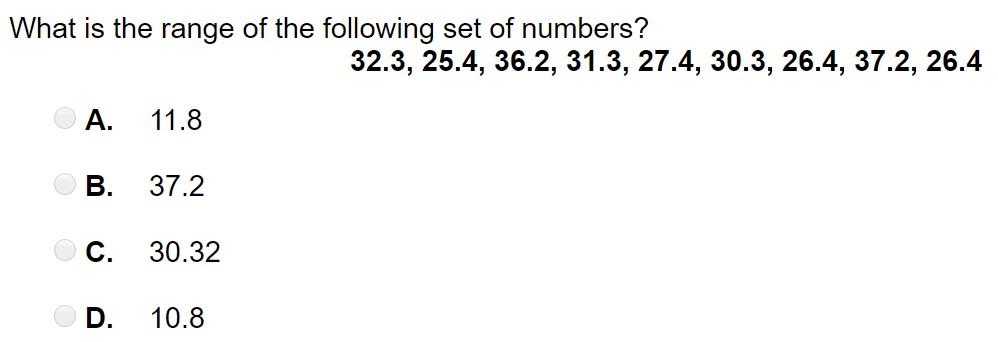 What is the range of the following set of numbers?
32.3, 25.4, 36.2, 31.3, 27.4, 30.3, 26.4, 37.2, 26.4
A. 11.8
B. 37.2
C. 30.32
D. 10.8